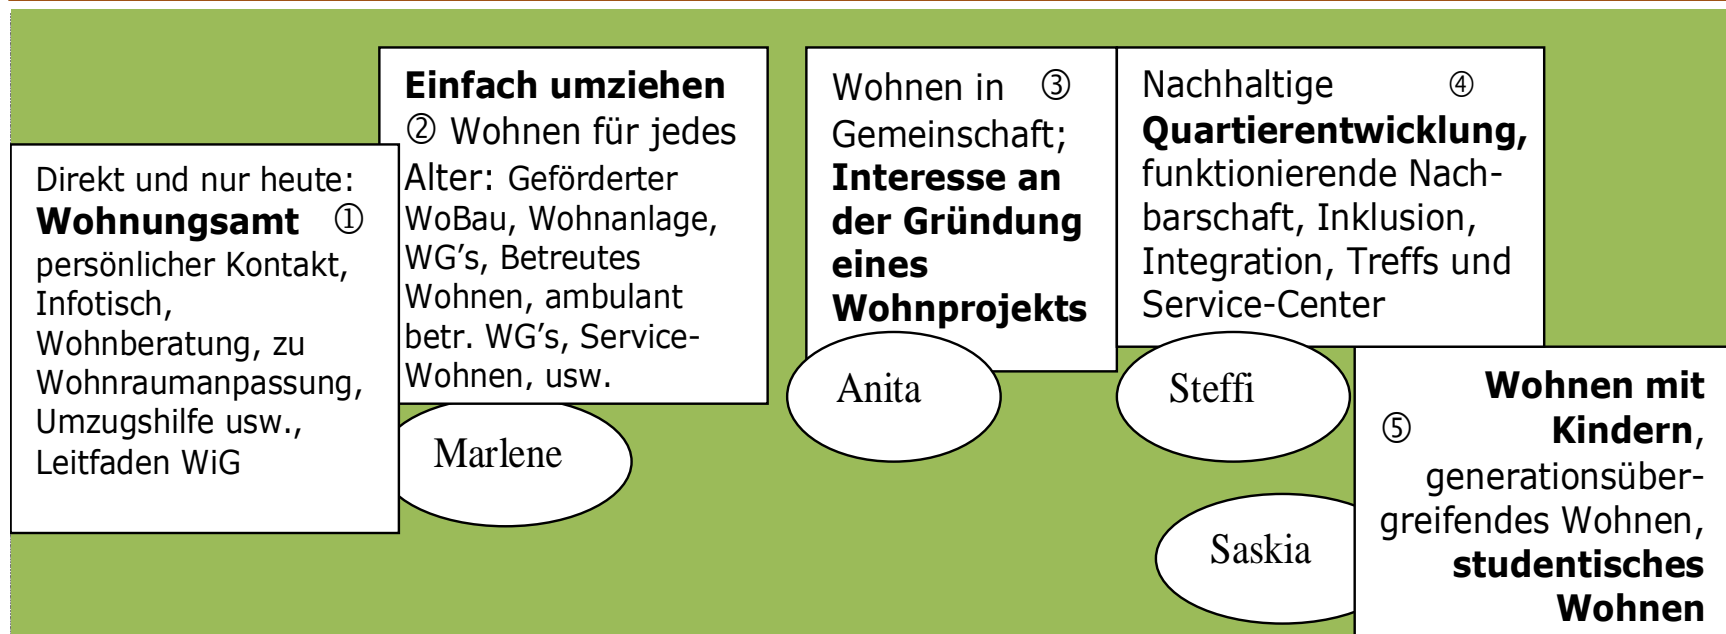 Direkt und nur heute:
Wohnungsamt ①
persönlicher Kontakt,
Infotisch,
Wohnberatung, zu
Wohnraumanpassung,
Umzugshilfe usw.,
Leitfaden WiG
Einfach umziehen
② Wohnen für jedes
Alter: Geförderter
WoBau, Wohnanlage,
WG’s, Betreutes
Wohnen, ambulant
betr. WG’s, Service-
Wohnen, usw.
Marlene
Wohnen in ③
Gemeinschaft;
Interesse an
der Gründung
eines
Wohnprojekts
Anita
Nachhaltige ④
Quartierentwicklung,
funktionierende Nach-
barschaft, Inklusion,
Integration, Treffs und
Service-Center
Steffi
Wohnen mit
⑤ Kindern,
generationsüber-
greifendes Wohnen,
studentisches
Wohnen
Saskia